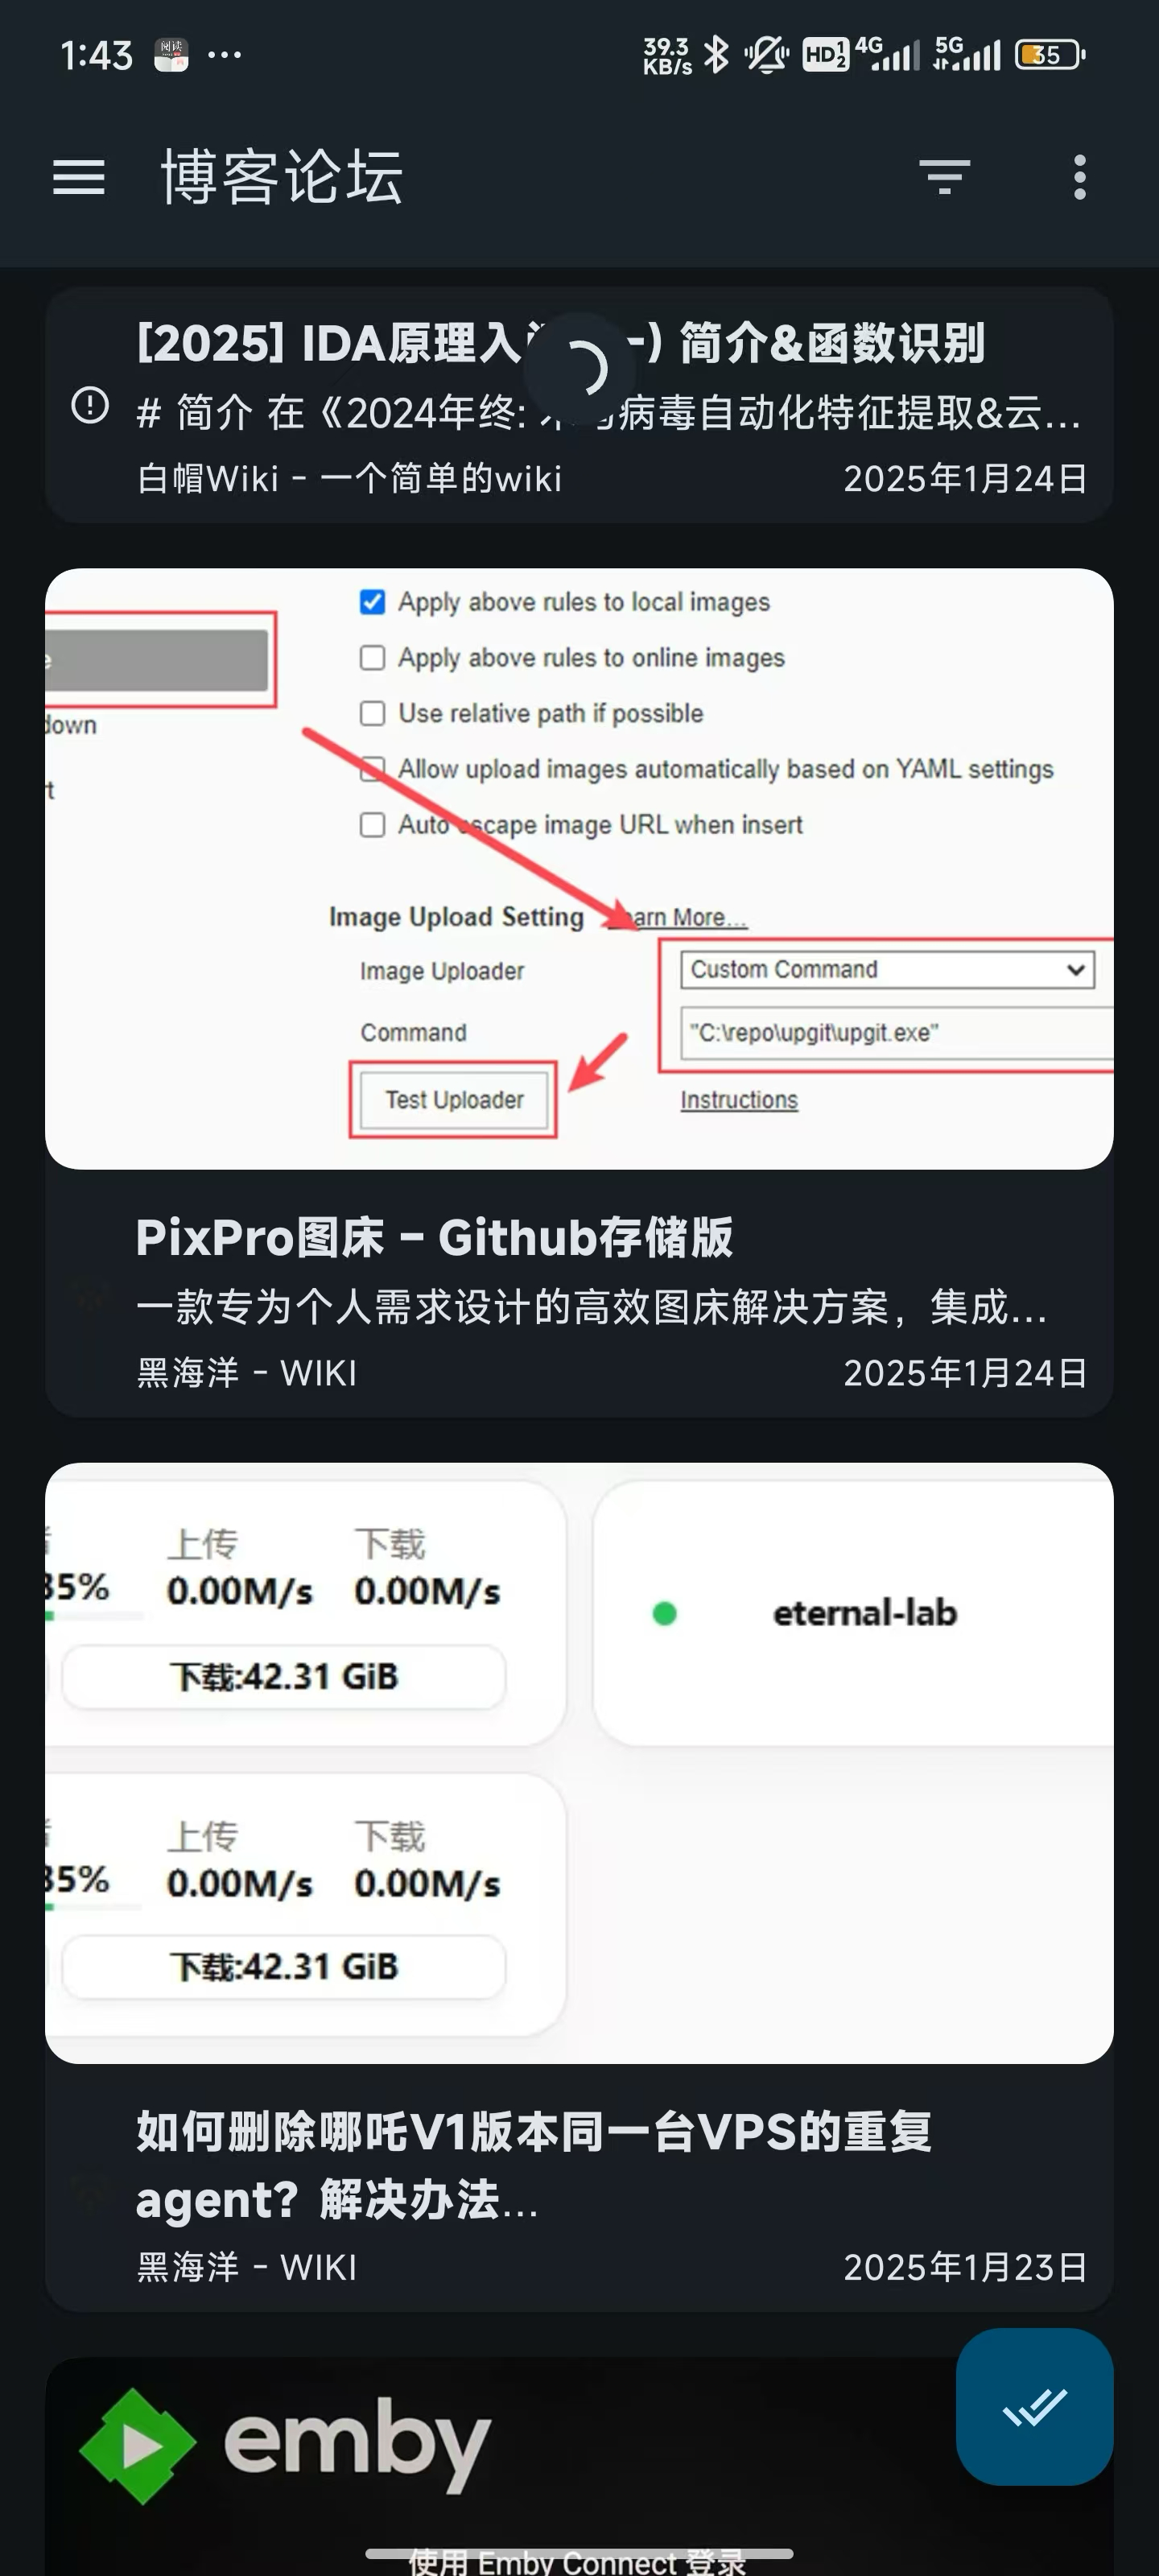 1:43
阅读
39.3
KB/s
HD 1 2
4G
5G
35
博客论坛
[2025] IDA原理入 ) 简介&函数识别
# 简介 在《2024年终: 病毒自动化特征提取&云...
白帽Wiki - 一个简单的wiki
2025年1月24日
Apply above rules to local images
Apply above rules to online images
down
Use relative path if possible
rt
Allow upload images automatically based on YAML settings
Auto escape image URL when insert
Image Upload Setting
arn More...
Image Uploader
Custom Command
Command
"C:\repo\upgit\upgit.exe"
Test Uploader
Instructions
PixPro图床 – Github存储版
一款专为个人需求设计的高效图床解决方案，集成...
黑海洋 - WIKI
2025年1月24日
上传
下载
35%
0.00M/s
0.00M/s
eternal-lab
下载:42.31 GiB
上传
下载
35%
0.00M/s
0.00M/s
下载:42.31 GiB
如何删除哪吒V1版本同一台VPS的重复
agent？解决办法...
黑海洋 - WIKI
2025年1月23日
emby
使用 Emby Connect 登录